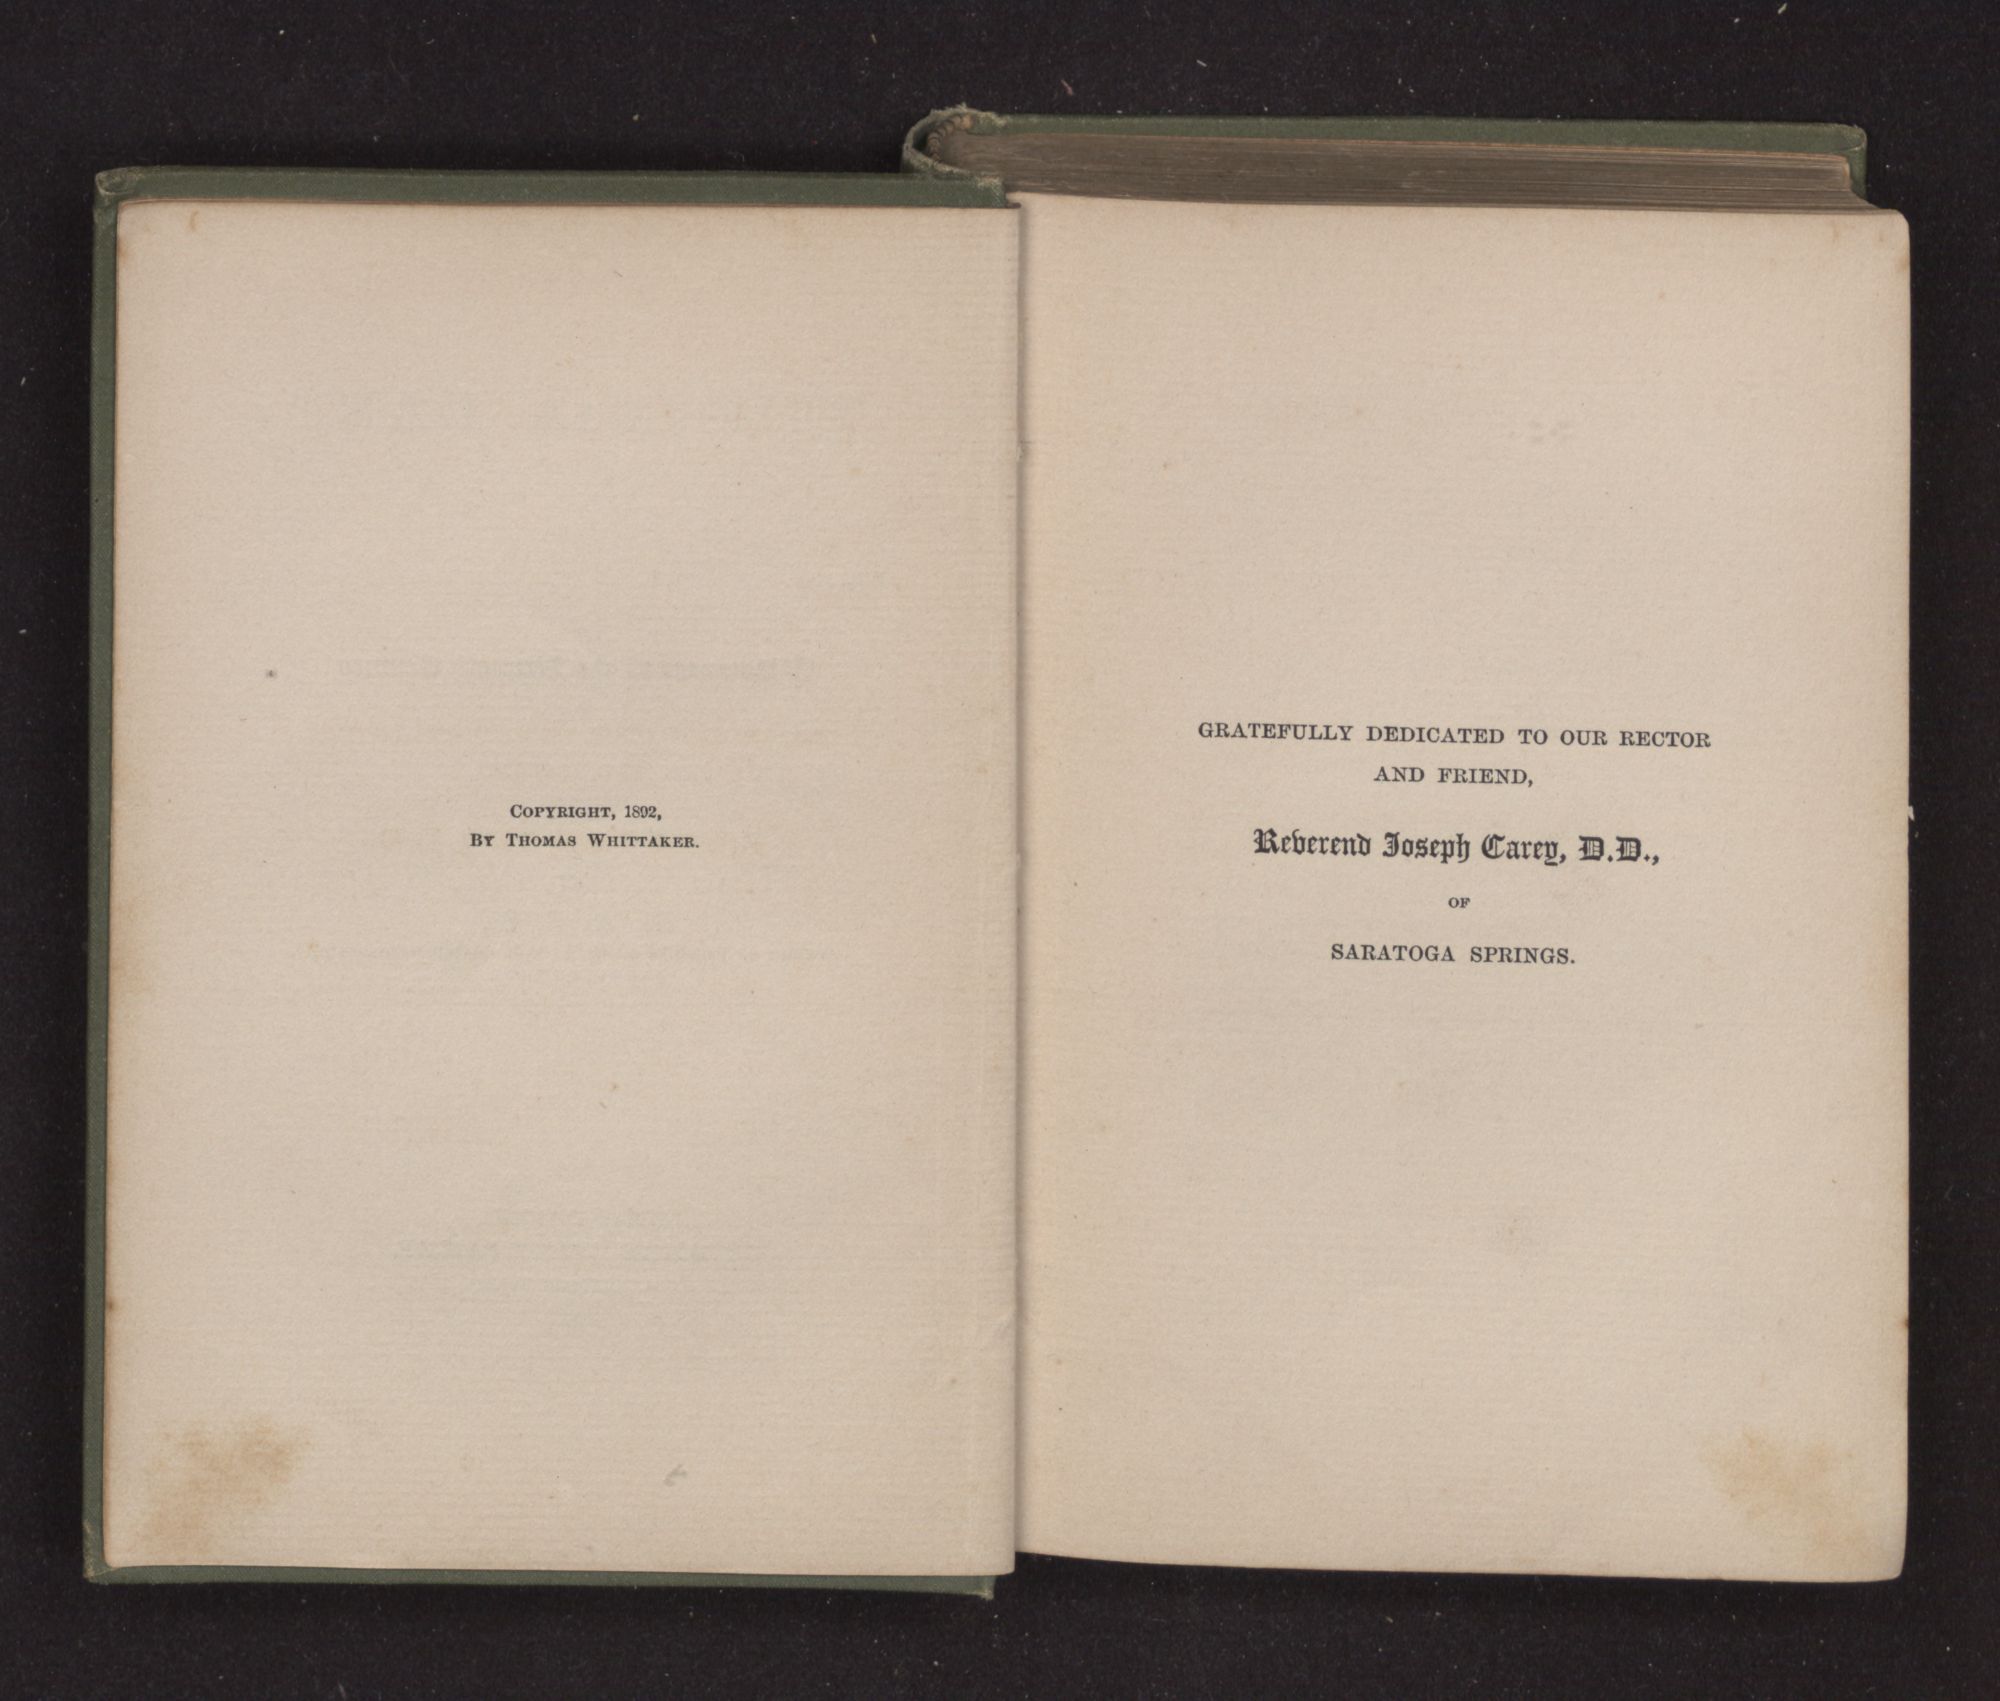 Copyright, 1892,
By Thomas Whittaker.
GRATEFULLY DEDICATED TO OUR RECTOR
AND FRIEND,
Reverend Joseph Carey, D.D.,
OF
SARATOGA SPRINGS.